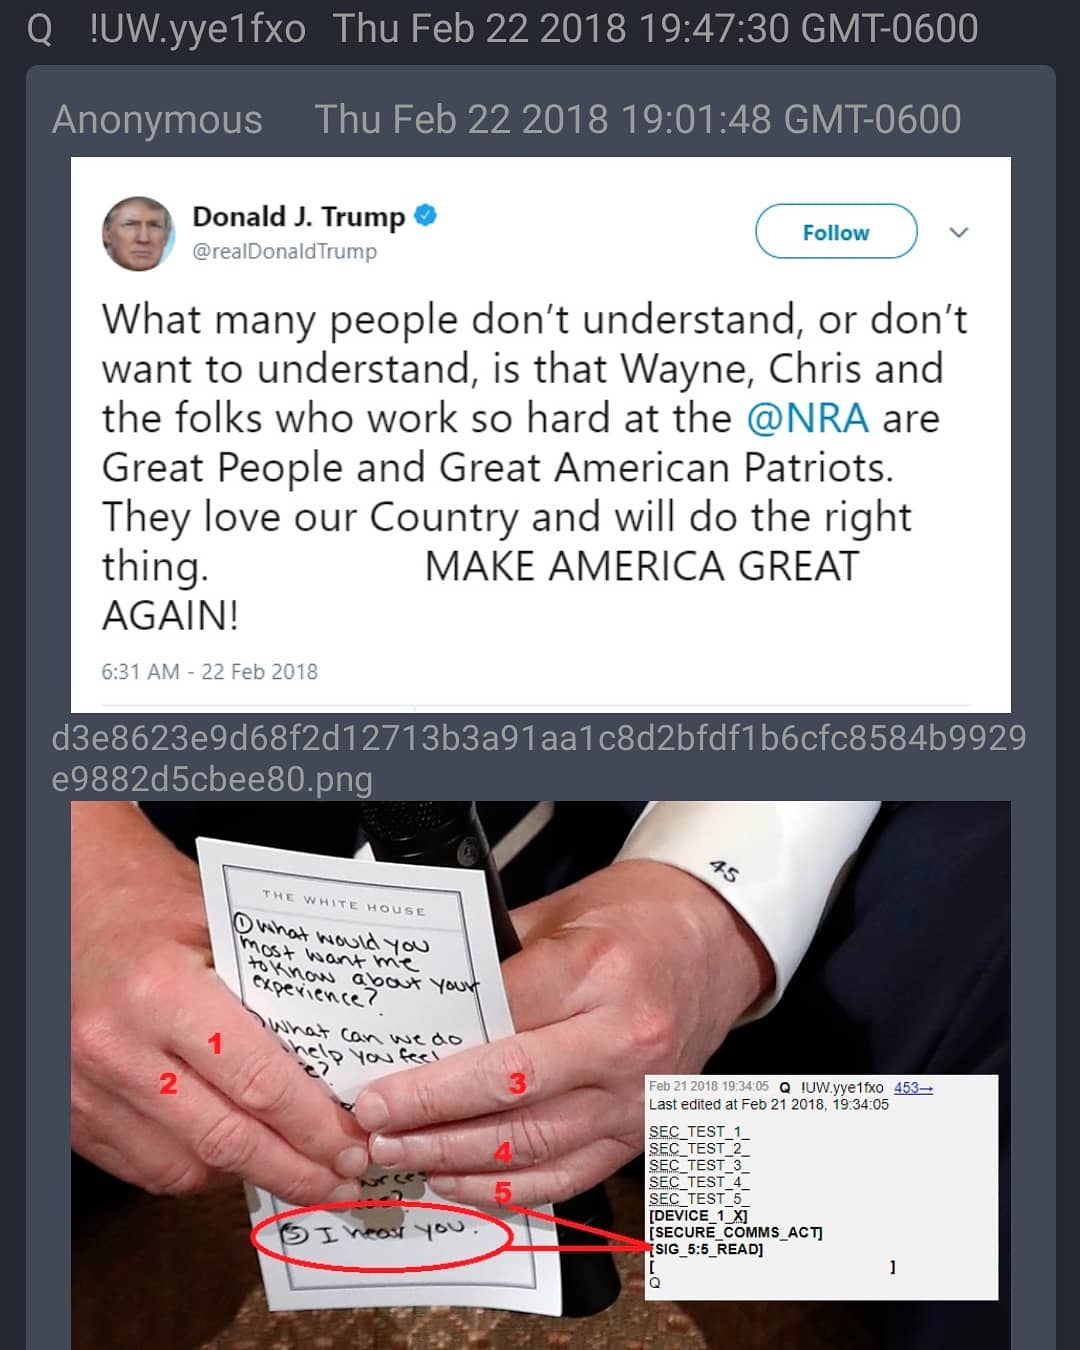 Q !UW.yye1fxo Thu Feb 22 2018 19:47:30 GMT-0600
Anonymous Thu Feb 22 2018 19:01:48 GMT-0600
Donald J. Trump
@realDonaldTrump
Follow
What many people don't understand, or don't
want to understand, is that Wayne, Chris and
the folks who work so hard at the @NRA are
Great People and Great American Patriots.
They love our Country and will do the right
thing. MAKE AMERICA GREAT
AGAIN!
6:31 AM - 22 Feb 2018
d3e8623e9d68f2d12713b3a91aa1c8d2bfdf1b6cfc8584b9929
e9882d5cbee80.png
45
THE WHITE HOUSE
① What would you
most want me
to know about your
experience?
What can we do
help you feel
⑤ I hear you.
1
2
3
4
5
Feb 21 2018 19:34:05 Q !UW.yye1fxo 453→
Last edited at Feb 21 2018, 19:34:05
SEC_TEST_1_
SEC_TEST_2_
SEC_TEST_3_
SEC_TEST_4_
SEC_TEST_5_
[DEVICE_1_X]
[SECURE_COMMS_ACT]
[SIG_5:5_READ]
[ ]
Q